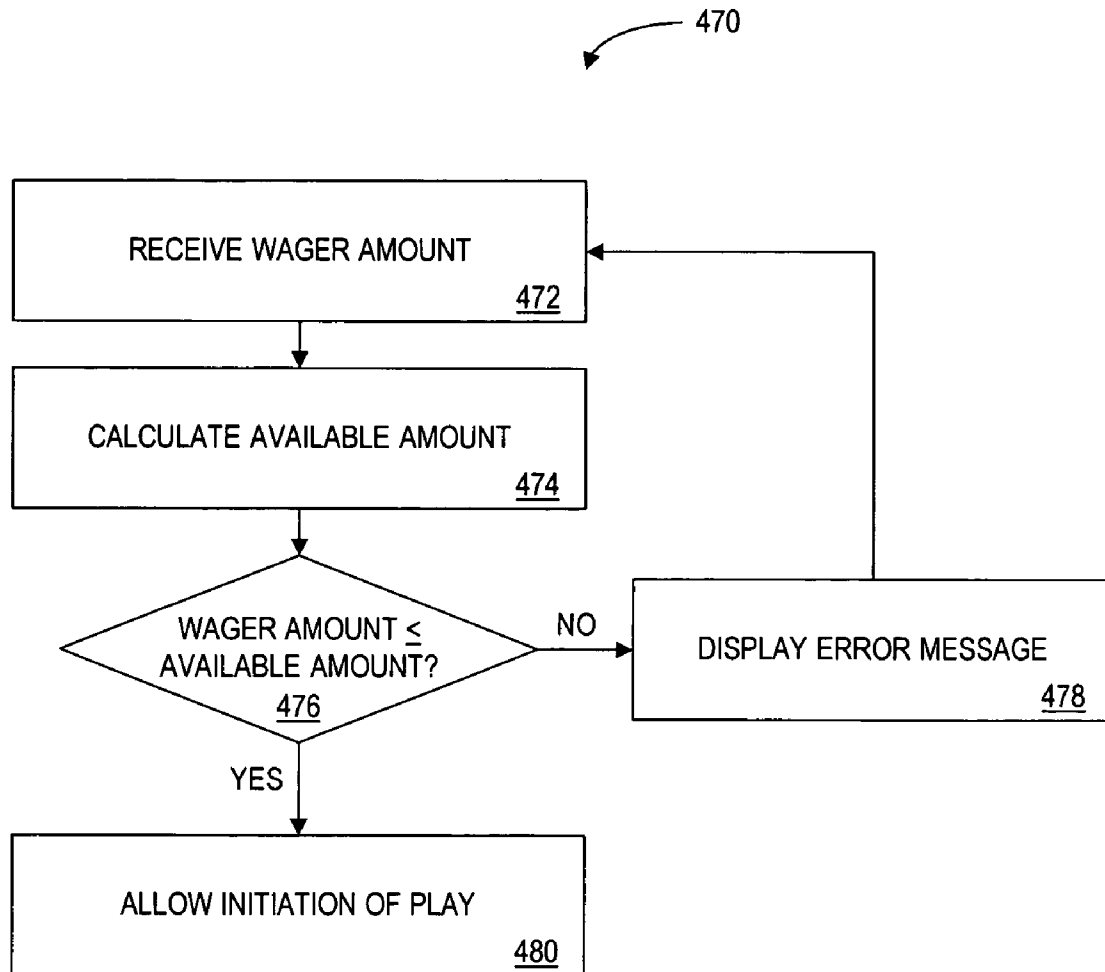 470
RECEIVE WAGER AMOUNT
472
CALCULATE AVAILABLE AMOUNT
474
WAGER AMOUNT ≤
AVAILABLE AMOUNT?
476
NO
DISPLAY ERROR MESSAGE
478
YES
ALLOW INITIATION OF PLAY
480